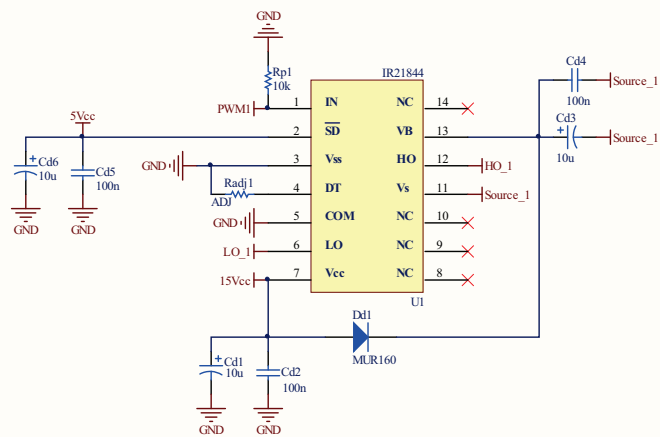 GND
IR21844
Cd4
Rp1
10k
Source_1
100n
PWM1
1
IN
NC
14
5Vcc
Cd3
2
SD
VB
13
Source_1
10u
Cd6
10u
Cd5
100n
GND
3
Vss
HO
12
HO_1
Radj1
ADJ
4
DT
Vs
11
Source_1
GND
GND
GND
5
COM
NC
10
LO_1
6
LO
NC
9
15Vcc
7
Vcc
NC
8
U1
Dd1
MUR160
Cd1
10u
Cd2
100n
GND
GND